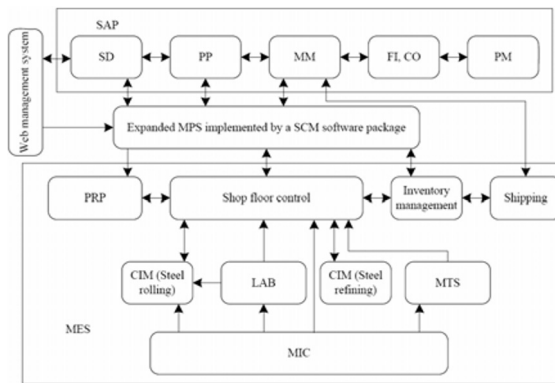 SAP
Web management system
SD
PP
MM
FI, CO
PM
Expanded MPS implemented by a SCM software package
PRP
Shop floor control
Inventory
management
Shipping
CIM (Steel
rolling)
LAB
CIM (Steel
refining)
MTS
MES
MIC